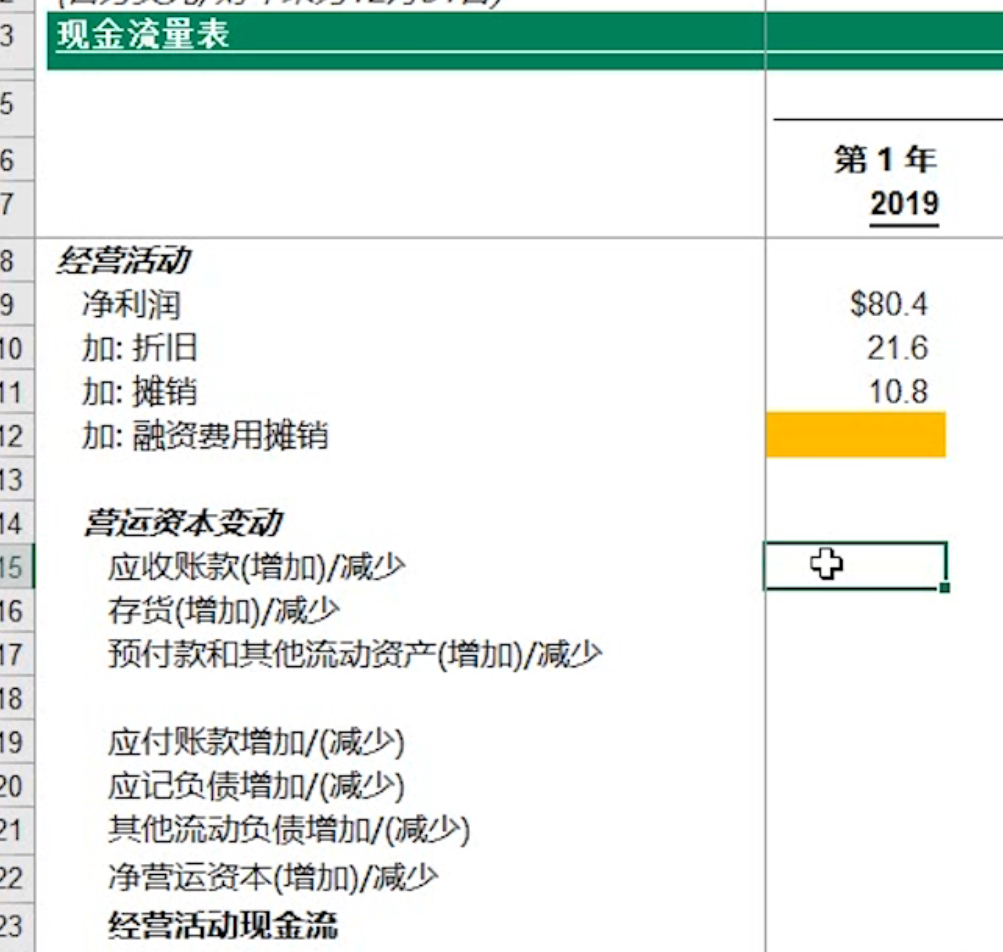 3 现金流量表
5
6 第 1 年
7 2019
8 经营活动
9 净利润 $80.4
10 加: 折旧 21.6
11 加: 摊销 10.8
12 加: 融资费用摊销
13
14 营运资本变动
15 应收账款(增加)/减少
16 存货(增加)/减少
17 预付款和其他流动资产(增加)/减少
18
19 应付账款增加/(减少)
20 应记负债增加/(减少)
21 其他流动负债增加/(减少)
22 净营运资本(增加)/减少
23 经营活动现金流